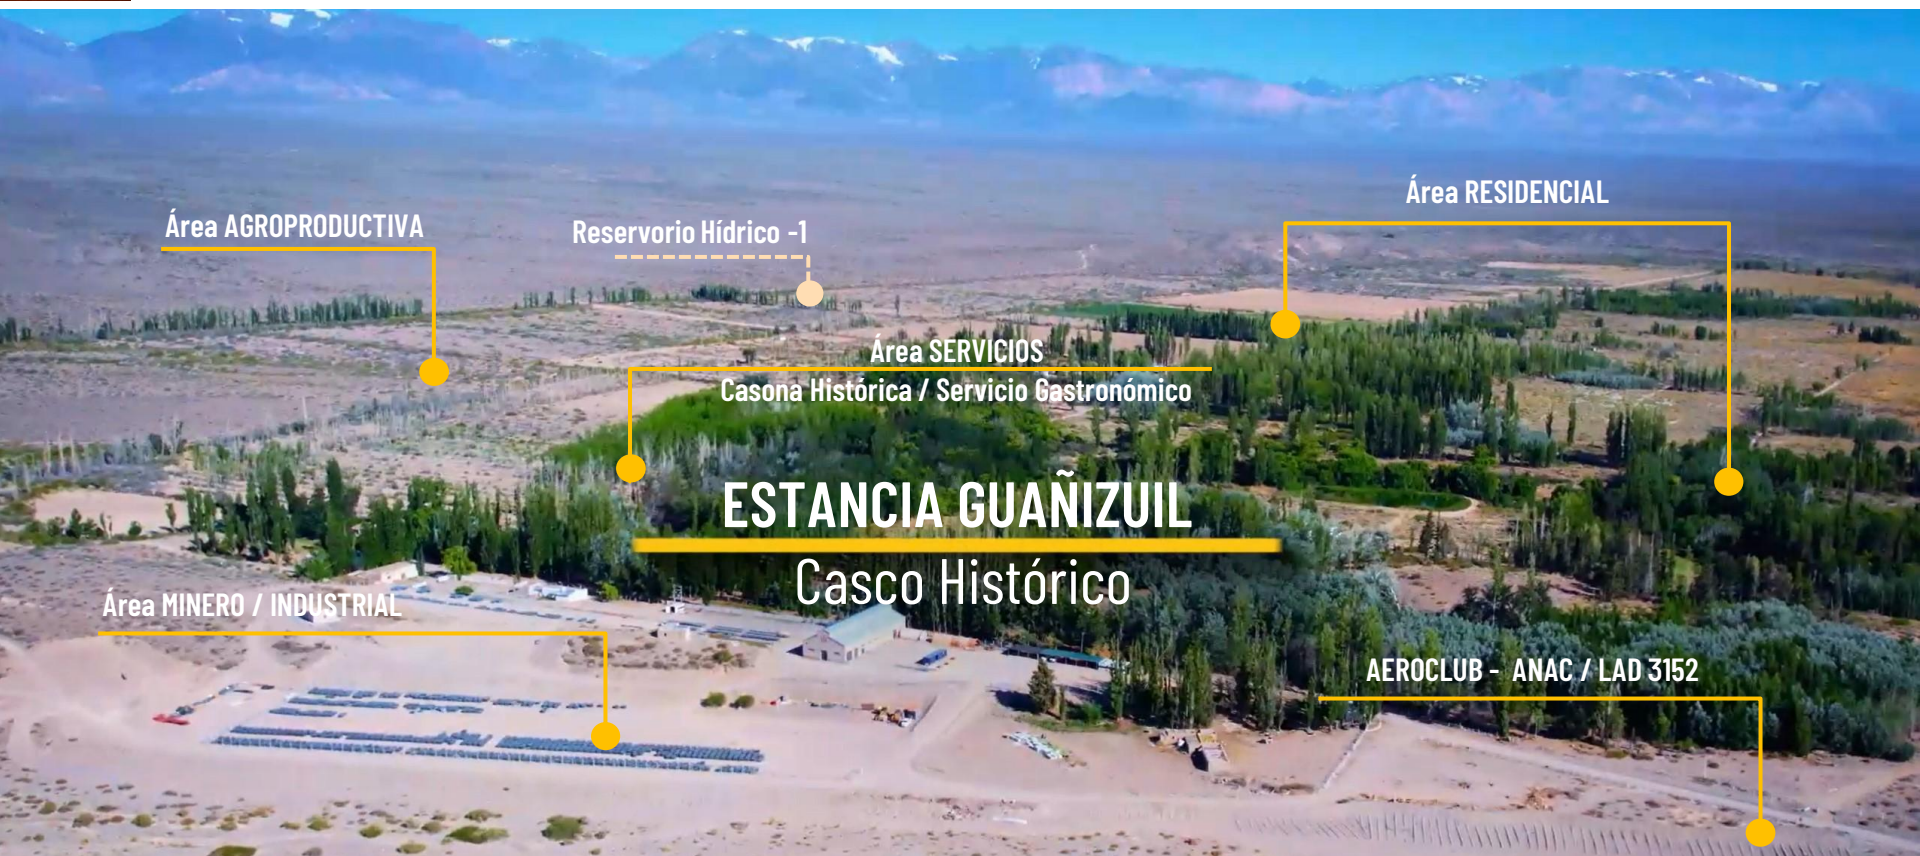 Área RESIDENCIAL
Área AGROPRODUCTIVA
Reservorio Hídrico -1
Área SERVICIOS
Casona Histórica / Servicio Gastronómico
ESTANCIA GUAÑIZUIL
Casco Histórico
Área MINERO / INDUSTRIAL
AEROCLUB - ANAC / LAD 3152